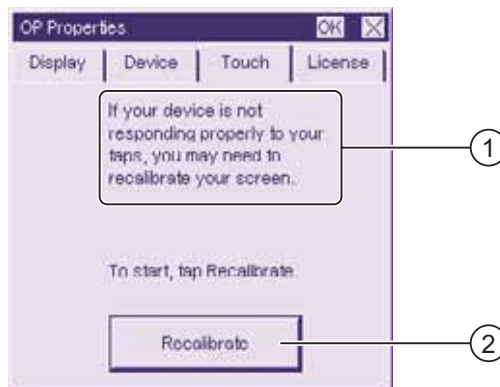 OP Properties OK
Display Device Touch License
If your device is not
responding properly to your
taps, you may need to
recalibrate your screen.
1
To start, tap Recalibrate
Recalibrate
2